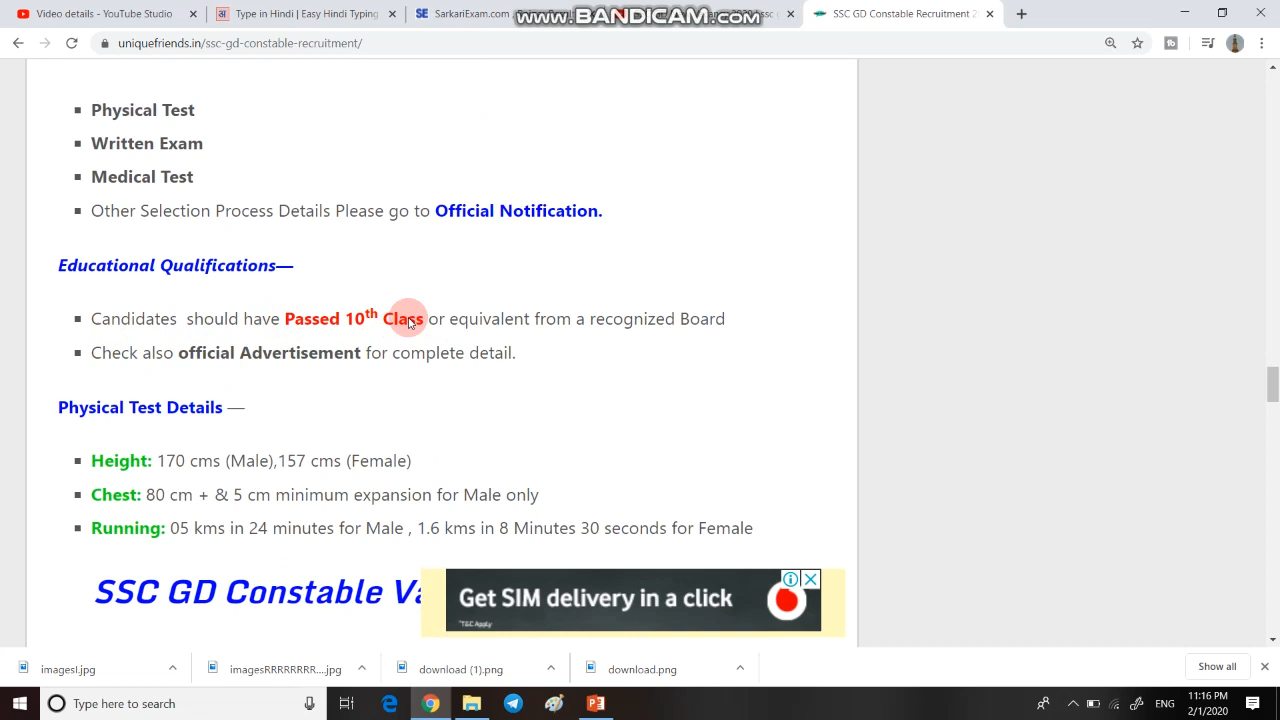 Video details - YouTube Studio
Type in Hindi | Easy Hindi Typing
SarkariExam.com
www.BANDICAM.com
SSC GD Constable Recruitment 2
uniquefriends.in/ssc-gd-constable-recruitment/
Physical Test
Written Exam
Medical Test
Other Selection Process Details Please go to Official Notification.
Educational Qualifications—
Candidates should have Passed 10th Class or equivalent from a recognized Board
Check also official Advertisement for complete detail.
Physical Test Details —
Height: 170 cms (Male),157 cms (Female)
Chest: 80 cm + & 5 cm minimum expansion for Male only
Running: 05 kms in 24 minutes for Male , 1.6 kms in 8 Minutes 30 seconds for Female
SSC GD Constable Va
Get SIM delivery in a click
*T&C Apply
imagesI.jpg
imagesRRRRRRRR....jpg
download (1).png
download.png
Show all
Type here to search
ENG
11:16 PM
2/1/2020